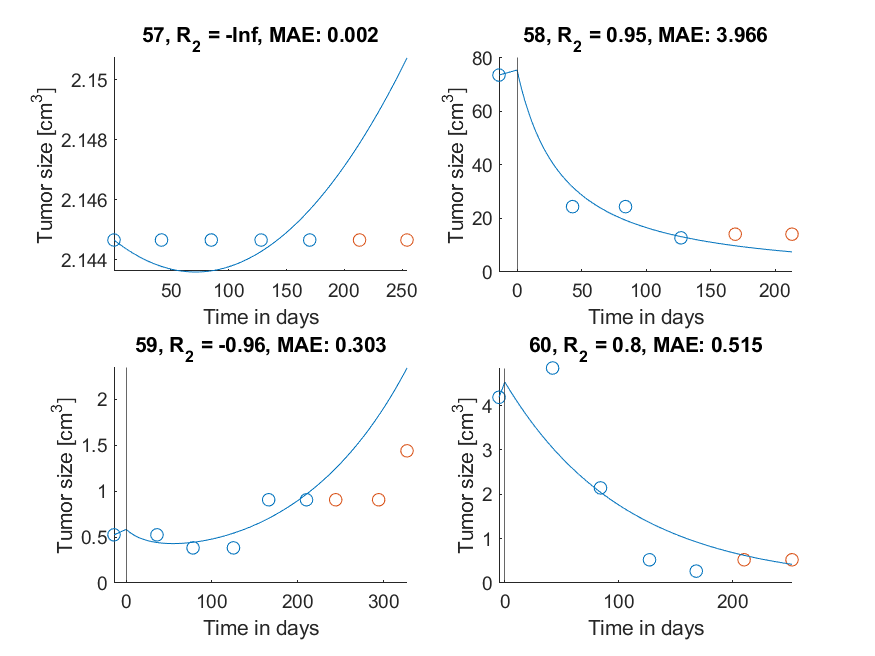 57, R₂ = -Inf, MAE: 0.002
2.15
2.148
2.146
2.144
Tumor size [cm³]
50 100 150 200 250
Time in days
58, R₂ = 0.95, MAE: 3.966
80
60
40
20
0
Tumor size [cm³]
0 50 100 150 200
Time in days
59, R₂ = -0.96, MAE: 0.303
2
1.5
1
0.5
0
Tumor size [cm³]
0 100 200 300
Time in days
60, R₂ = 0.8, MAE: 0.515
4
3
2
1
0
Tumor size [cm³]
0 100 200
Time in days